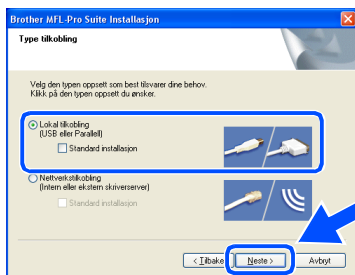 Brother MFL-Pro Suite Installasjon
Type tilkobling
Velg den typen oppsett som best tilsvarer dine behov.
Klikk på den typen oppsett du ønsker.
Lokal tilkobling
(USB eller Parallell)
Standard installasjon
Nettverkstilkobling
(Intern eller ekstern skriverserver)
Standard installasjon
< Tilbake Neste > Avbryt